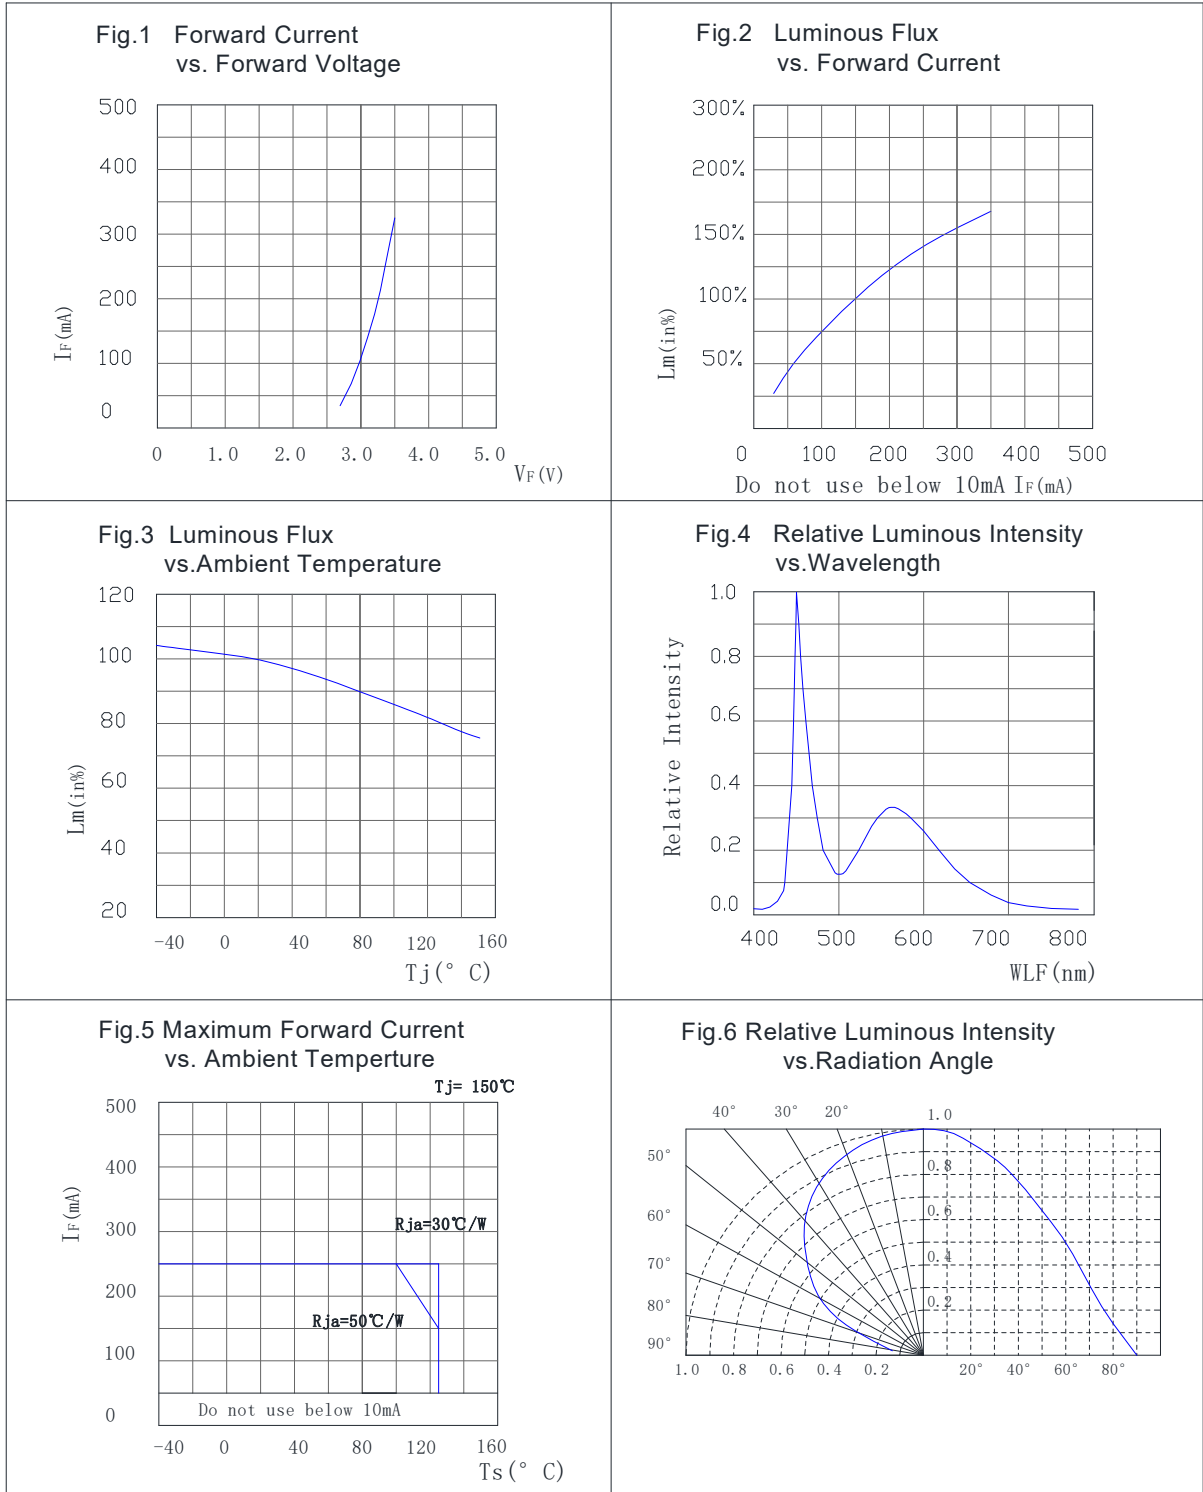 Fig.1 Forward Current
vs. Forward Voltage
500
400
300
200
100
0
IF(mA)
0 1.0 2.0 3.0 4.0 5.0
VF(V)
Fig.2 Luminous Flux
vs. Forward Current
300%
200%
150%
100%
50%
Lm(in%)
0 100 200 300 400 500
Do not use below 10mA IF(mA)
Fig.3 Luminous Flux
vs.Ambient Temperature
120
100
80
60
40
20
Lm(in%)
-40 0 40 80 120 160
Tj(° C)
Fig.4 Relative Luminous Intensity
vs.Wavelength
1.0
0.8
0.6
0.4
0.2
0.0
Relative Intensity
400 500 600 700 800
WLF(nm)
Fig.5 Maximum Forward Current
vs. Ambient Temperture
Tj= 150℃
500
400
300
200
100
0
IF(mA)
Rja=30℃/W
Rja=50℃/W
Do not use below 10mA
-40 0 40 80 120 160
Ts(° C)
Fig.6 Relative Luminous Intensity
vs.Radiation Angle
40° 30° 20° 1.0
50°
60°
70°
80°
90°
0.8
0.6
0.4
0.2
1.0 0.8 0.6 0.4 0.2 20° 40° 60° 80°